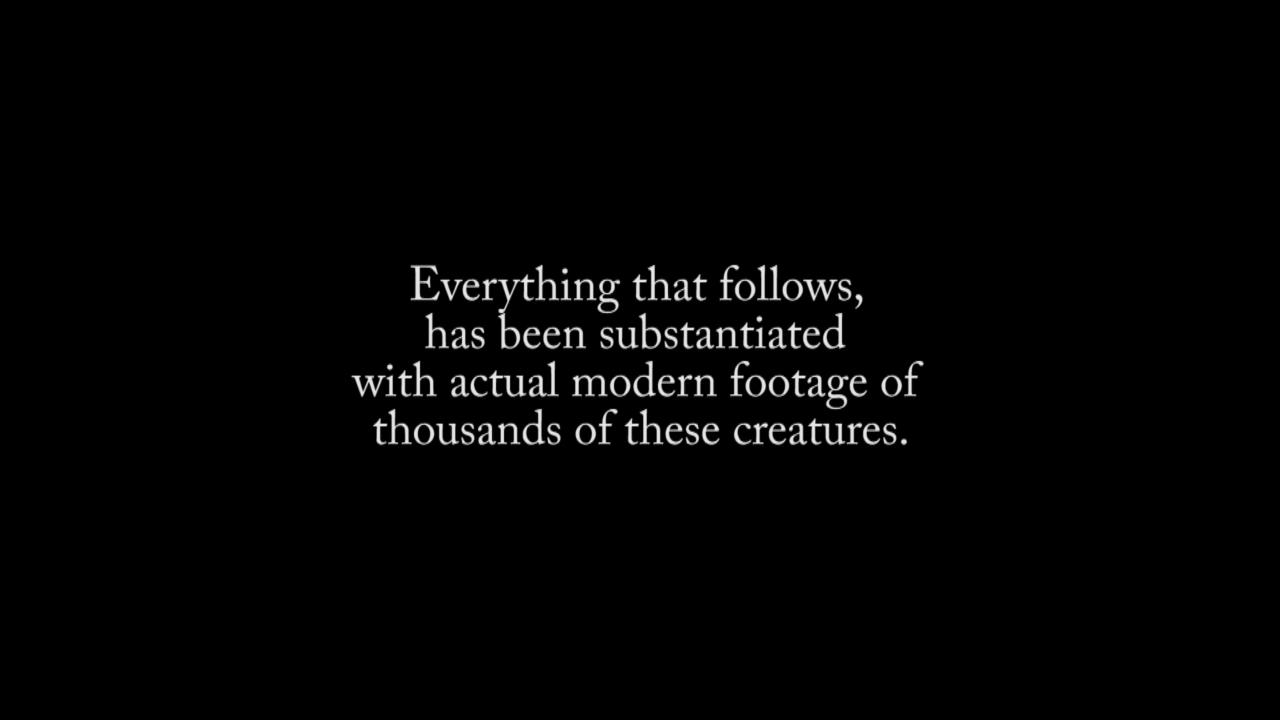 Everything that follows,
has been substantiated
with actual modern footage of
thousands of these creatures.